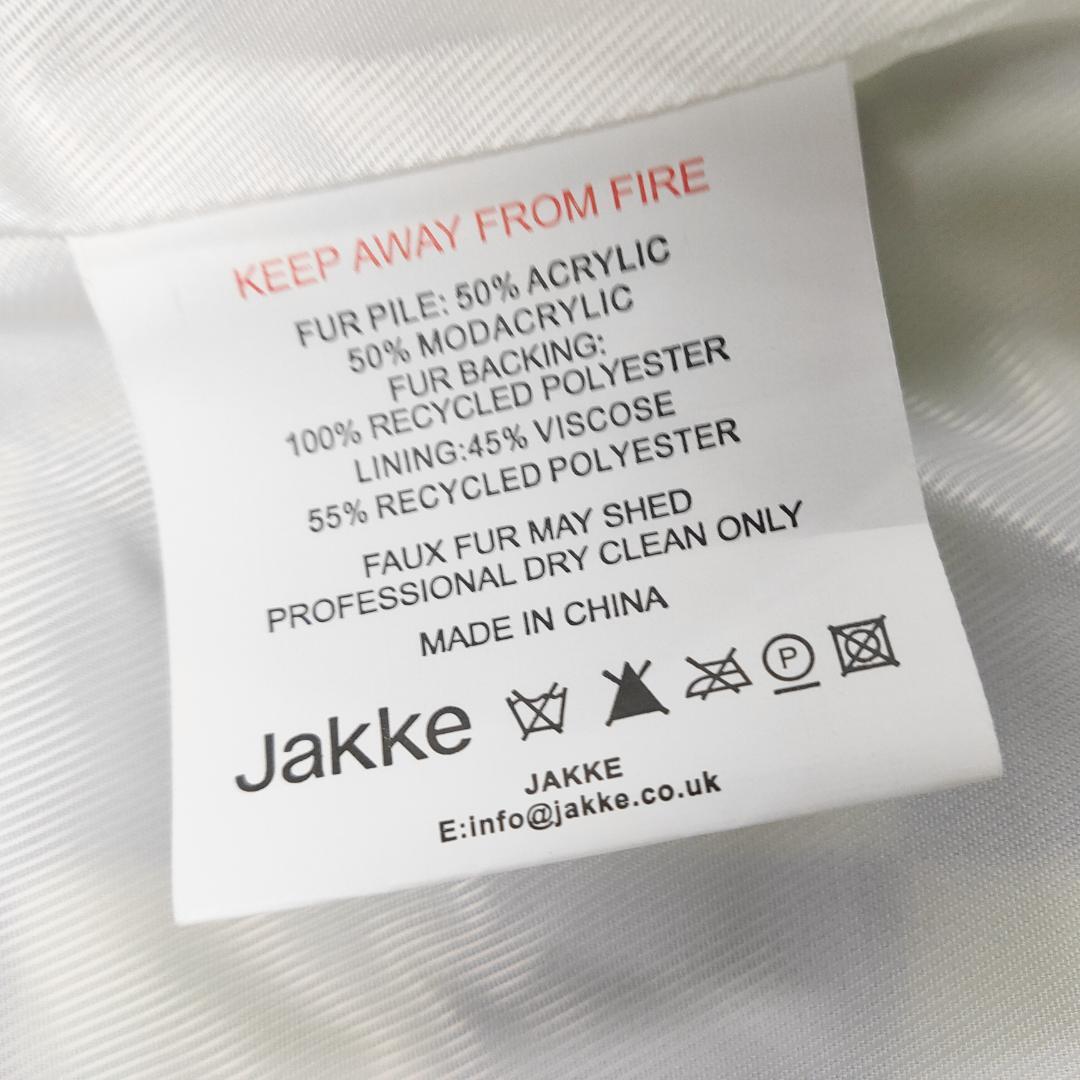 KEEP AWAY FROM FIRE
FUR PILE: 50% ACRYLIC
50% MODACRYLIC
FUR BACKING:
100% RECYCLED POLYESTER
LINING:45% VISCOSE
55% RECYCLED POLYESTER
FAUX FUR MAY SHED
PROFESSIONAL DRY CLEAN ONLY
MADE IN CHINA
Jakke P
JAKKE
E:info@jakke.co.uk